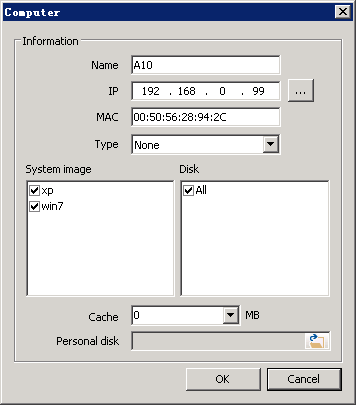 Computer
Information
Name A10
IP 192 . 168 . 0 . 99 ...
MAC 00:50:56:28:94:2C
Type None
System image Disk
xp All
win7
Cache 0 MB
Personal disk
OK Cancel